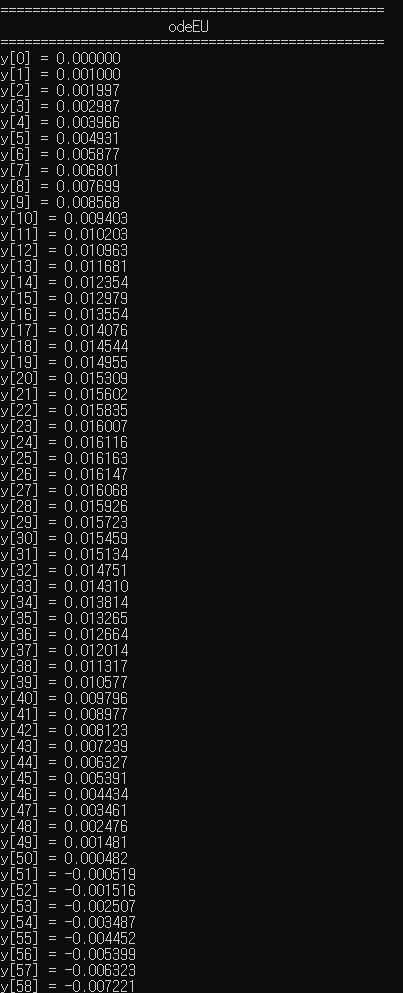 ================================================
odeEU
================================================
y[0] = 0.000000
y[1] = 0.001000
y[2] = 0.001997
y[3] = 0.002987
y[4] = 0.003966
y[5] = 0.004931
y[6] = 0.005877
y[7] = 0.006801
y[8] = 0.007699
y[9] = 0.008568
y[10] = 0.009403
y[11] = 0.010203
y[12] = 0.010963
y[13] = 0.011681
y[14] = 0.012354
y[15] = 0.012979
y[16] = 0.013554
y[17] = 0.014076
y[18] = 0.014544
y[19] = 0.014955
y[20] = 0.015309
y[21] = 0.015602
y[22] = 0.015835
y[23] = 0.016007
y[24] = 0.016116
y[25] = 0.016163
y[26] = 0.016147
y[27] = 0.016068
y[28] = 0.015926
y[29] = 0.015723
y[30] = 0.015459
y[31] = 0.015134
y[32] = 0.014751
y[33] = 0.014310
y[34] = 0.013814
y[35] = 0.013265
y[36] = 0.012664
y[37] = 0.012014
y[38] = 0.011317
y[39] = 0.010577
y[40] = 0.009796
y[41] = 0.008977
y[42] = 0.008123
y[43] = 0.007239
y[44] = 0.006327
y[45] = 0.005391
y[46] = 0.004434
y[47] = 0.003461
y[48] = 0.002476
y[49] = 0.001481
y[50] = 0.000482
y[51] = -0.000519
y[52] = -0.001516
y[53] = -0.002507
y[54] = -0.003487
y[55] = -0.004452
y[56] = -0.005399
y[57] = -0.006323
y[58] = -0.007221